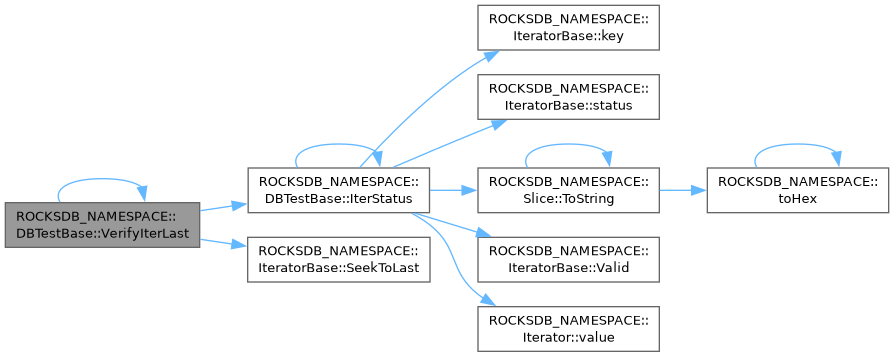 ROCKSDB_NAMESPACE::
DBTestBase::VerifyIterLast
ROCKSDB_NAMESPACE::
DBTestBase::IterStatus
ROCKSDB_NAMESPACE::
IteratorBase::SeekToLast
ROCKSDB_NAMESPACE::
IteratorBase::key
ROCKSDB_NAMESPACE::
IteratorBase::status
ROCKSDB_NAMESPACE::
Slice::ToString
ROCKSDB_NAMESPACE::
IteratorBase::Valid
ROCKSDB_NAMESPACE::
Iterator::value
ROCKSDB_NAMESPACE::
toHex